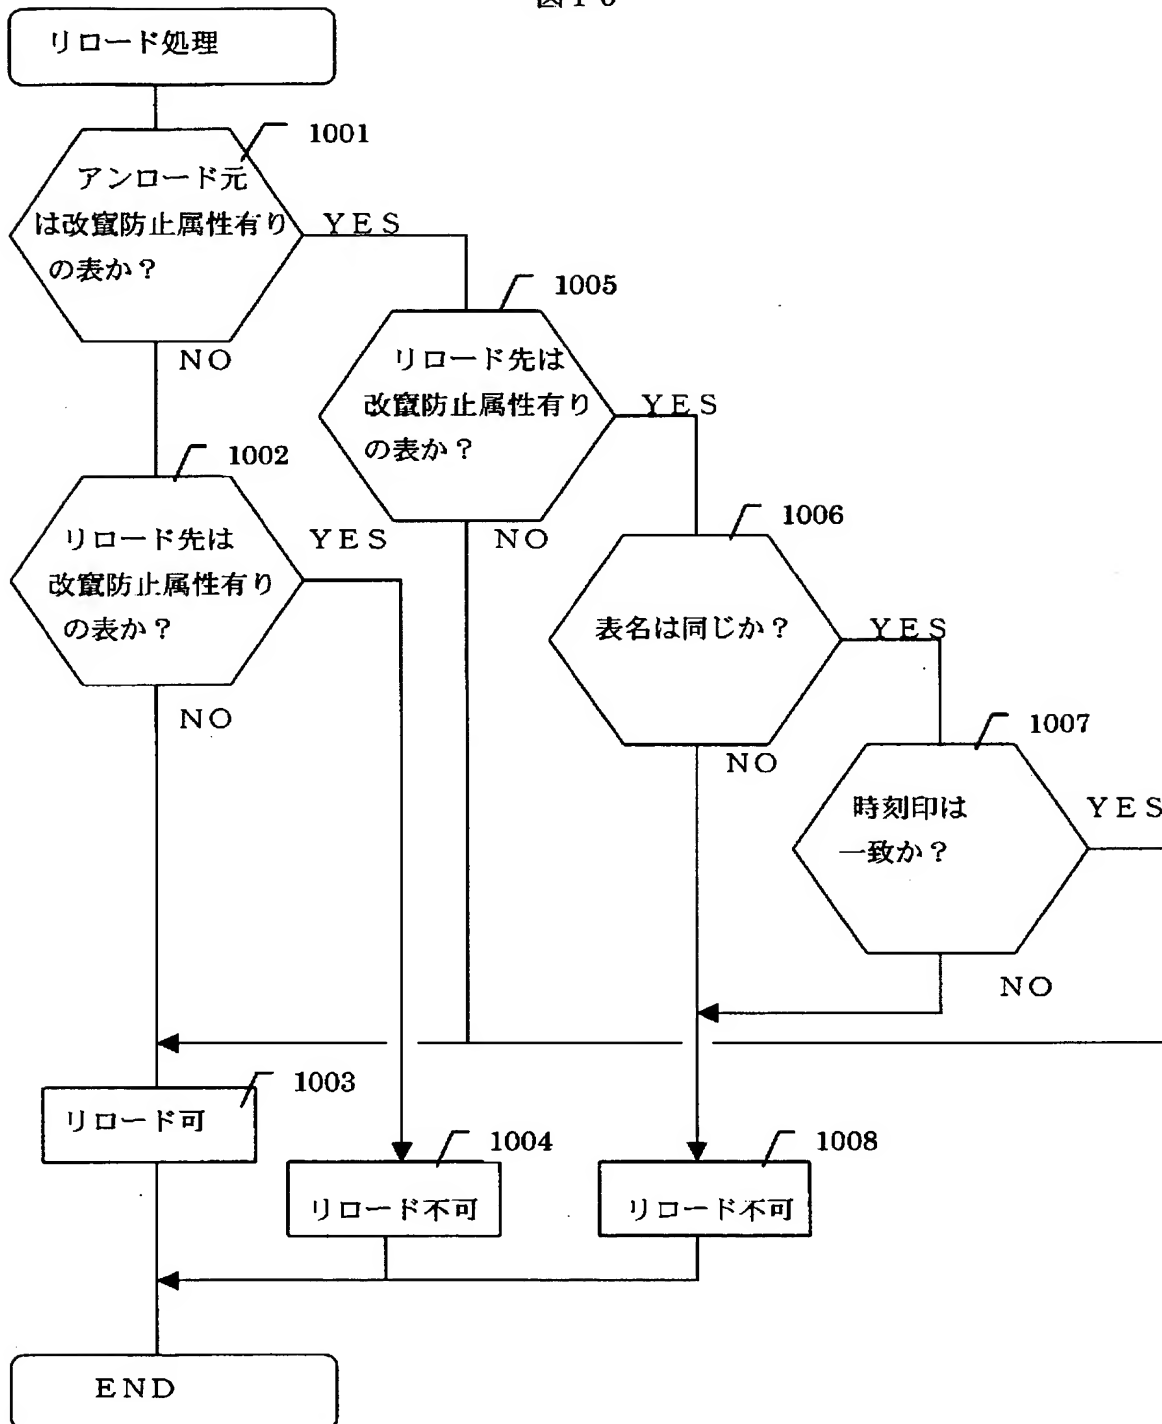 図10
リロード処理
1001
アンロード元
は改竄防止属性有り
の表か?
YES
NO
1005
リロード先は
改竄防止属性有り
の表か?
YES
NO
1002
リロード先は
改竄防止属性有り
の表か?
YES
NO
1006
表名は同じか?
YES
NO
1007
時刻印は
一致か?
YES
NO
1003
リロード可
1004
リロード不可
1008
リロード不可
END